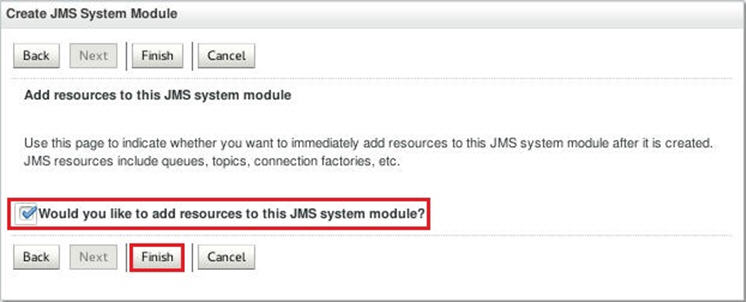 Create JMS System Module
Back Next Finish Cancel
Add resources to this JMS system module
Use this page to indicate whether you want to immediately add resources to this JMS system module after it is created.
JMS resources include queues, topics, connection factories, etc.
Would you like to add resources to this JMS system module?
Back Next Finish Cancel